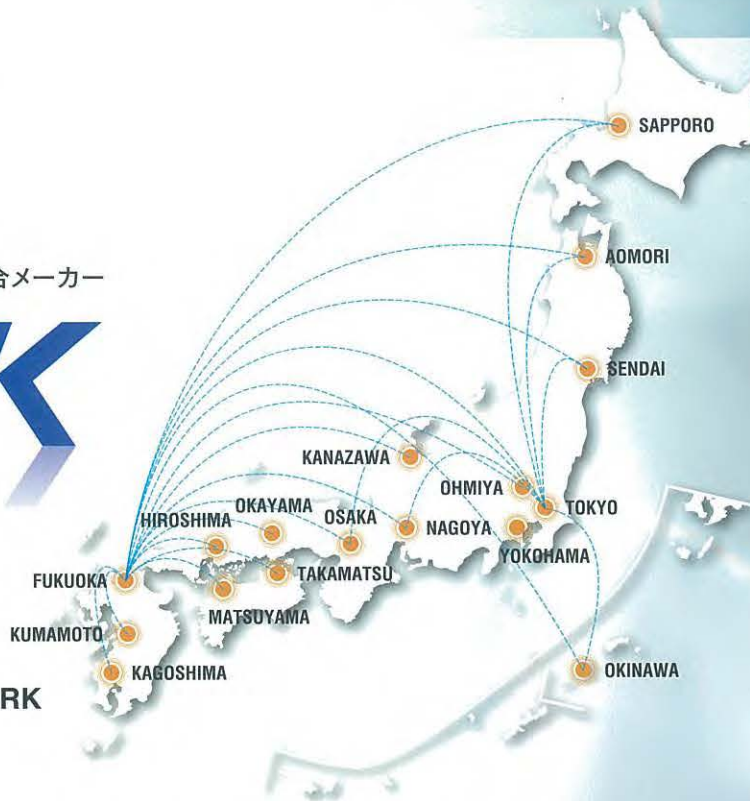 SAPPORO
AOMORI
合メーカー
SENDAI
KANAZAWA
OHMIYA
TOKYO
OKAYAMA
HIROSHIMA
OSAKA
NAGOYA
YOKOHAMA
FUKUOKA
TAKAMATSU
MATSUYAMA
KUMAMOTO
KAGOSHIMA
OKINAWA
RK